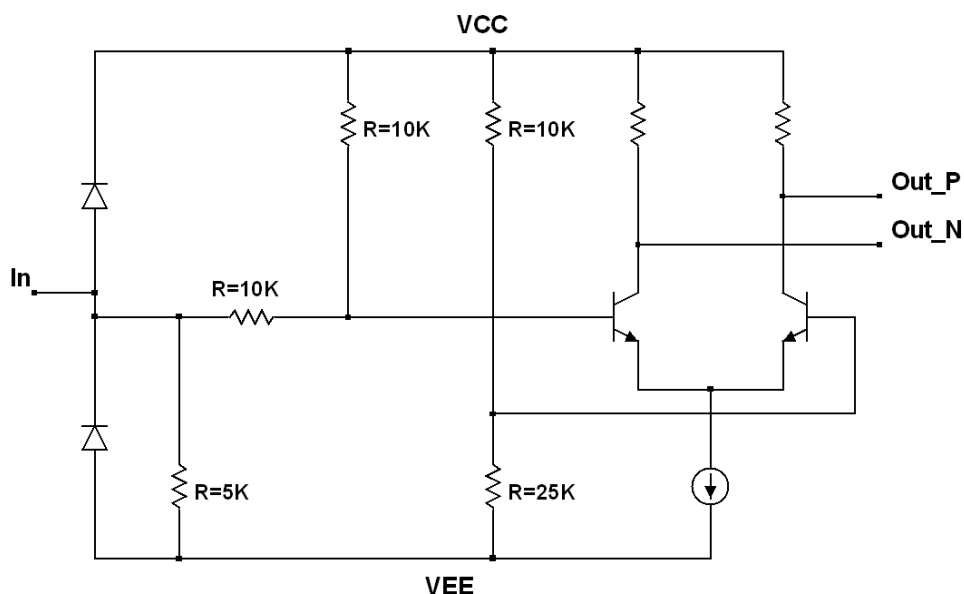 VCC
R=10K
R=10K
Out_P
Out_N
In
R=10K
R=5K
R=25K
VEE